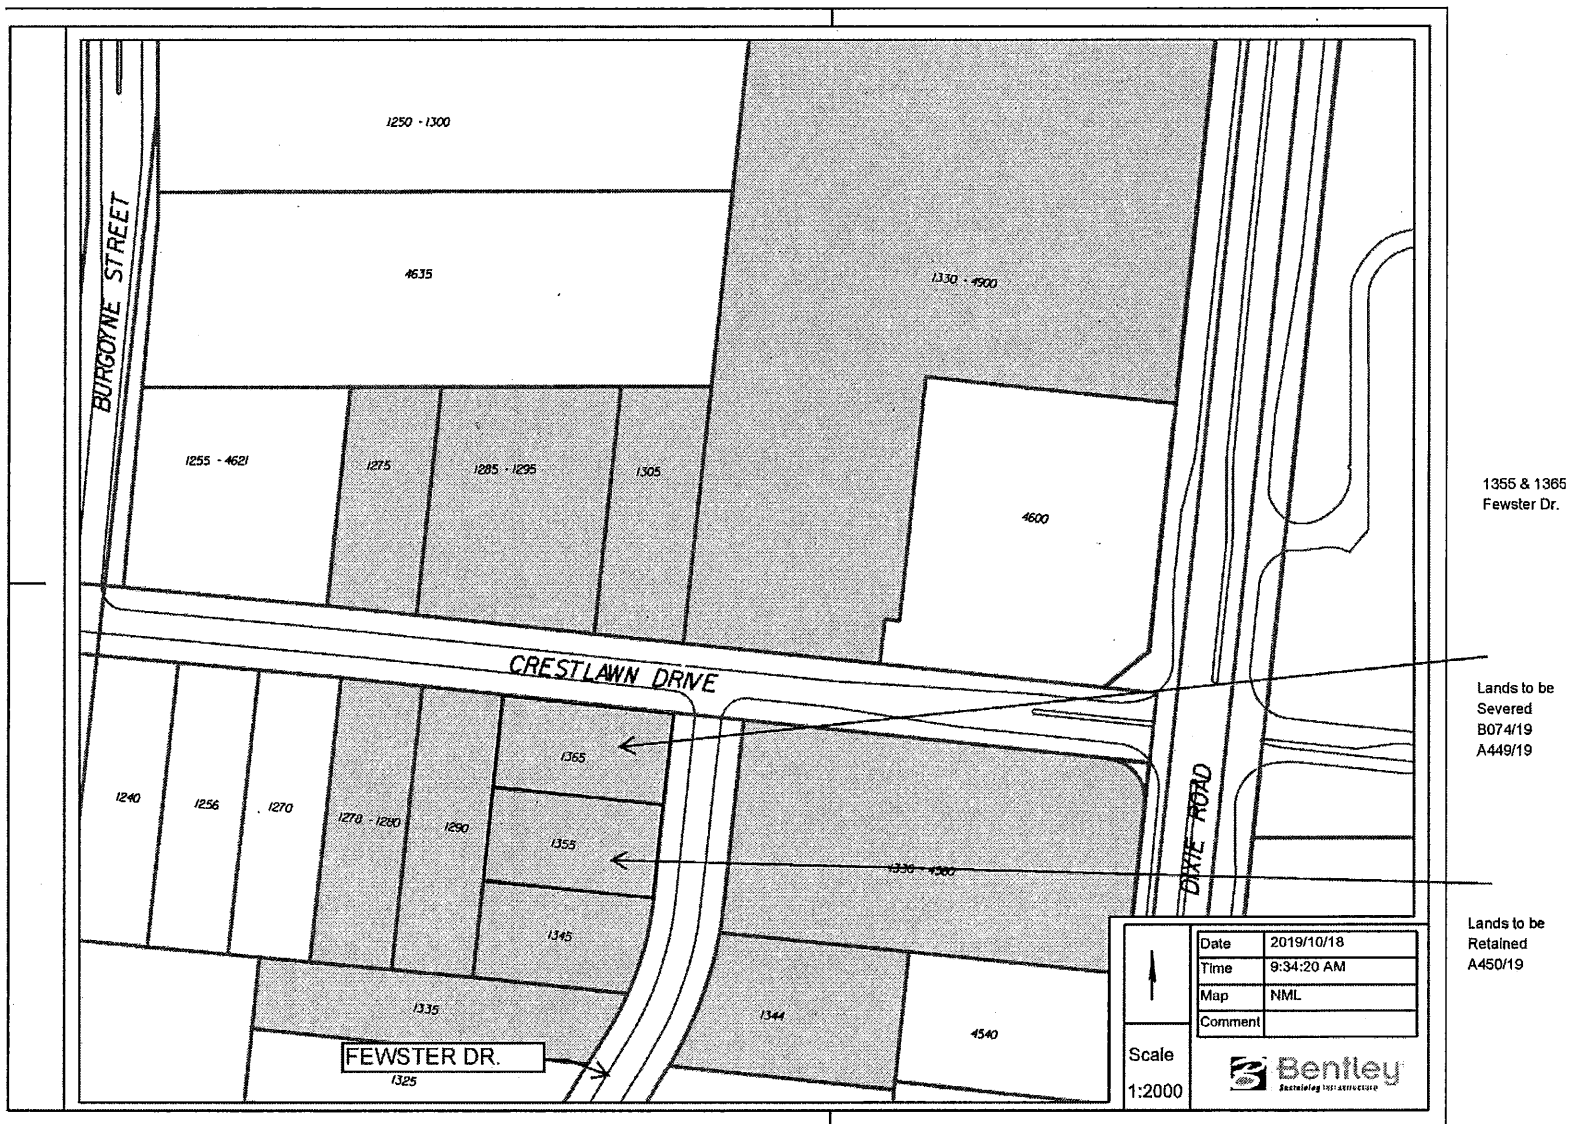 1250 - 1300
BURGOYNE STREET
4635
1330 - 4900
1255 - 4621
1275
1285 - 1295
1305
4600
1355 & 1365
Fewster Dr.
CRESTLAWN DRIVE
Lands to be
Severed
B074/19
A449/19
1365
1240
1256
1270
1278 - 1280
1290
1355
DIXIE ROAD
1345
Lands to be
Retained
A450/19
1335
1344
4540
FEWSTER DR.
1325
Date 2019/10/18
Time 9:34:20 AM
Map NML
Comment
Scale
1:2000
Bentley
Sustaining Infrastructure